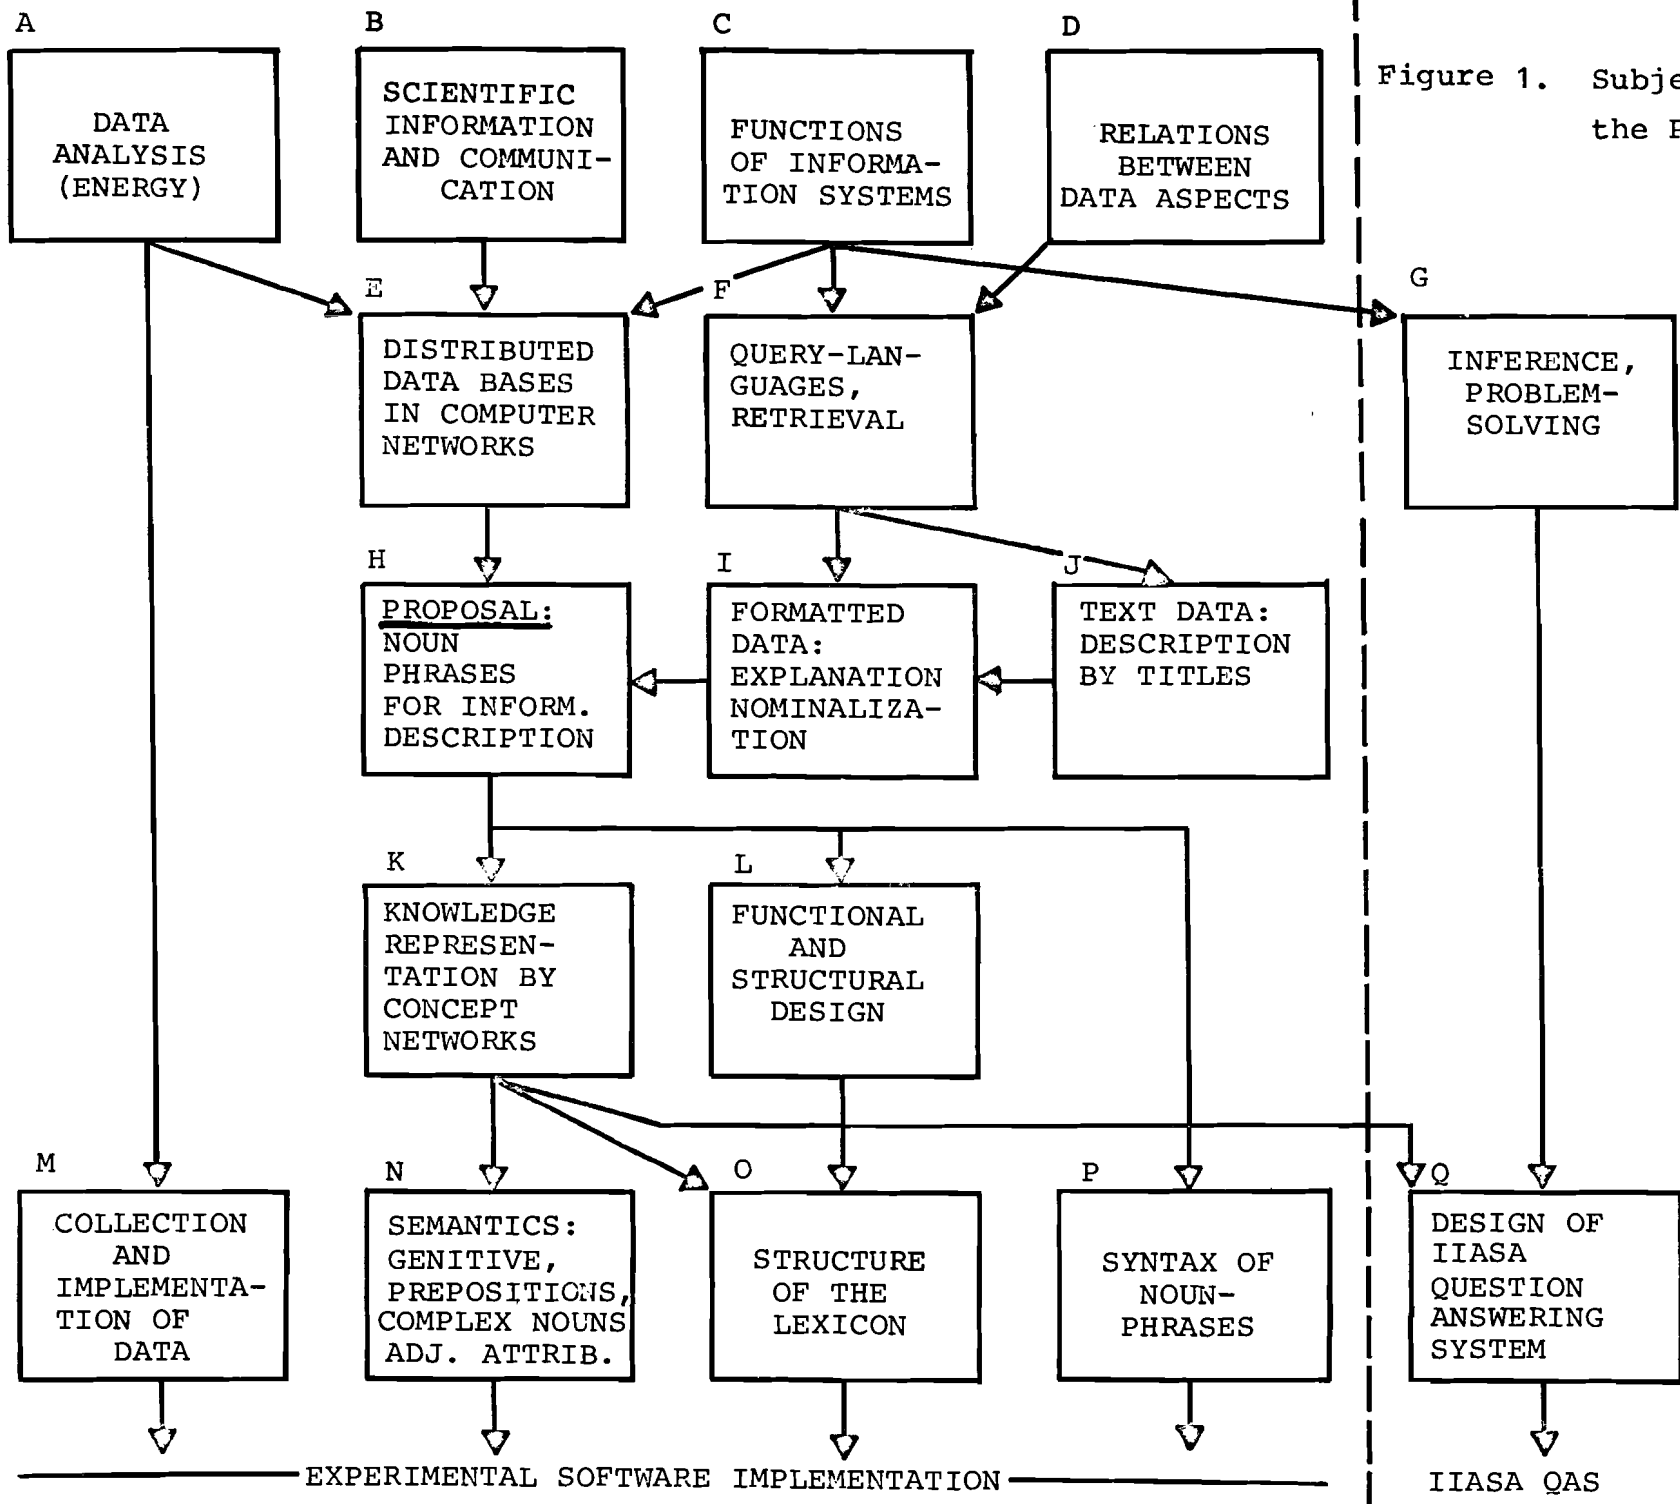 A
B
C
D
DATA
ANALYSIS
(ENERGY)
SCIENTIFIC
INFORMATION
AND COMMUNI-
CATION
FUNCTIONS
OF INFORMA-
TION SYSTEMS
RELATIONS
BETWEEN
DATA ASPECTS
Figure 1. Subje
the P
E
F
G
DISTRIBUTED
DATA BASES
IN COMPUTER
NETWORKS
QUERY-LAN-
GUAGES,
RETRIEVAL
INFERENCE,
PROBLEM-
SOLVING
H
I
J
PROPOSAL:
NOUN
PHRASES
FOR INFORM.
DESCRIPTION
FORMATTED
DATA:
EXPLANATION
NOMINALIZA-
TION
TEXT DATA:
DESCRIPTION
BY TITLES
K
L
KNOWLEDGE
REPRESEN-
TATION BY
CONCEPT
NETWORKS
FUNCTIONAL
AND
STRUCTURAL
DESIGN
M
N
O
P
Q
COLLECTION
AND
IMPLEMENTA-
TION OF
DATA
SEMANTICS:
GENITIVE,
PREPOSITIONS,
COMPLEX NOUNS
ADJ. ATTRIB.
STRUCTURE
OF THE
LEXICON
SYNTAX OF
NOUN-
PHRASES
DESIGN OF
IIASA
QUESTION
ANSWERING
SYSTEM
EXPERIMENTAL SOFTWARE IMPLEMENTATION
IIASA QAS